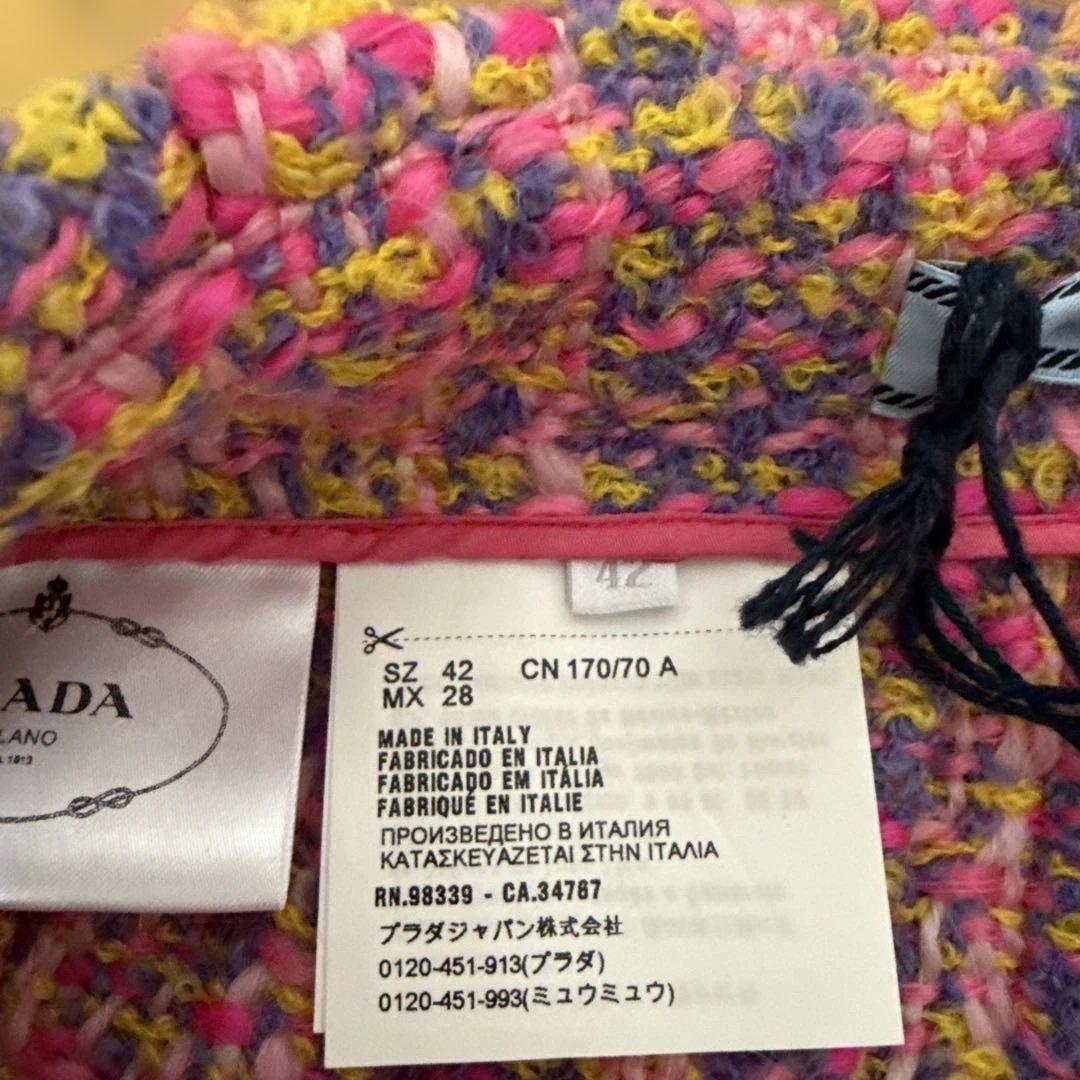 ADA
LANO
1913
42
SZ 42 CN 170/70 A
MX 28
MADE IN ITALY
FABRICADO EN ITALIA
FABRICADO EM ITÁLIA
FABRIQUÉ EN ITALIE
ПРОИЗВЕДЕНО В ИТАЛИЯ
ΚΑΤΑΣΚΕΥΑΖΕΤΑΙ ΣΤΗΝ ΙΤΑΛΙΑ
RN.98339 - CA.34767
プラダジャパン株式会社
0120-451-913(プラダ)
0120-451-993(ミュウミュウ)